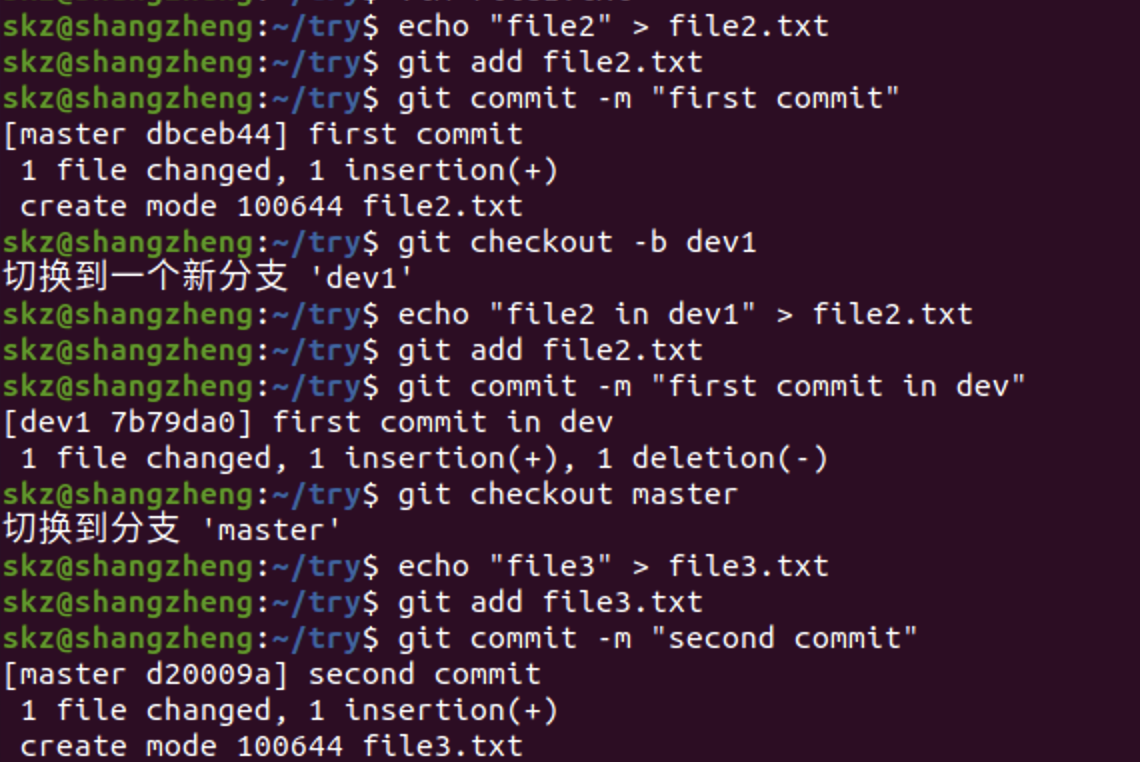 skz@shangzheng:~/try$ echo "file2" > file2.txt
skz@shangzheng:~/try$ git add file2.txt
skz@shangzheng:~/try$ git commit -m "first commit"
[master dbceb44] first commit
 1 file changed, 1 insertion(+)
 create mode 100644 file2.txt
skz@shangzheng:~/try$ git checkout -b dev1
切换到一个新分支 'dev1'
skz@shangzheng:~/try$ echo "file2 in dev1" > file2.txt
skz@shangzheng:~/try$ git add file2.txt
skz@shangzheng:~/try$ git commit -m "first commit in dev"
[dev1 7b79da0] first commit in dev
 1 file changed, 1 insertion(+), 1 deletion(-)
skz@shangzheng:~/try$ git checkout master
切换到分支 'master'
skz@shangzheng:~/try$ echo "file3" > file3.txt
skz@shangzheng:~/try$ git add file3.txt
skz@shangzheng:~/try$ git commit -m "second commit"
[master d20009a] second commit
 1 file changed, 1 insertion(+)
 create mode 100644 file3.txt